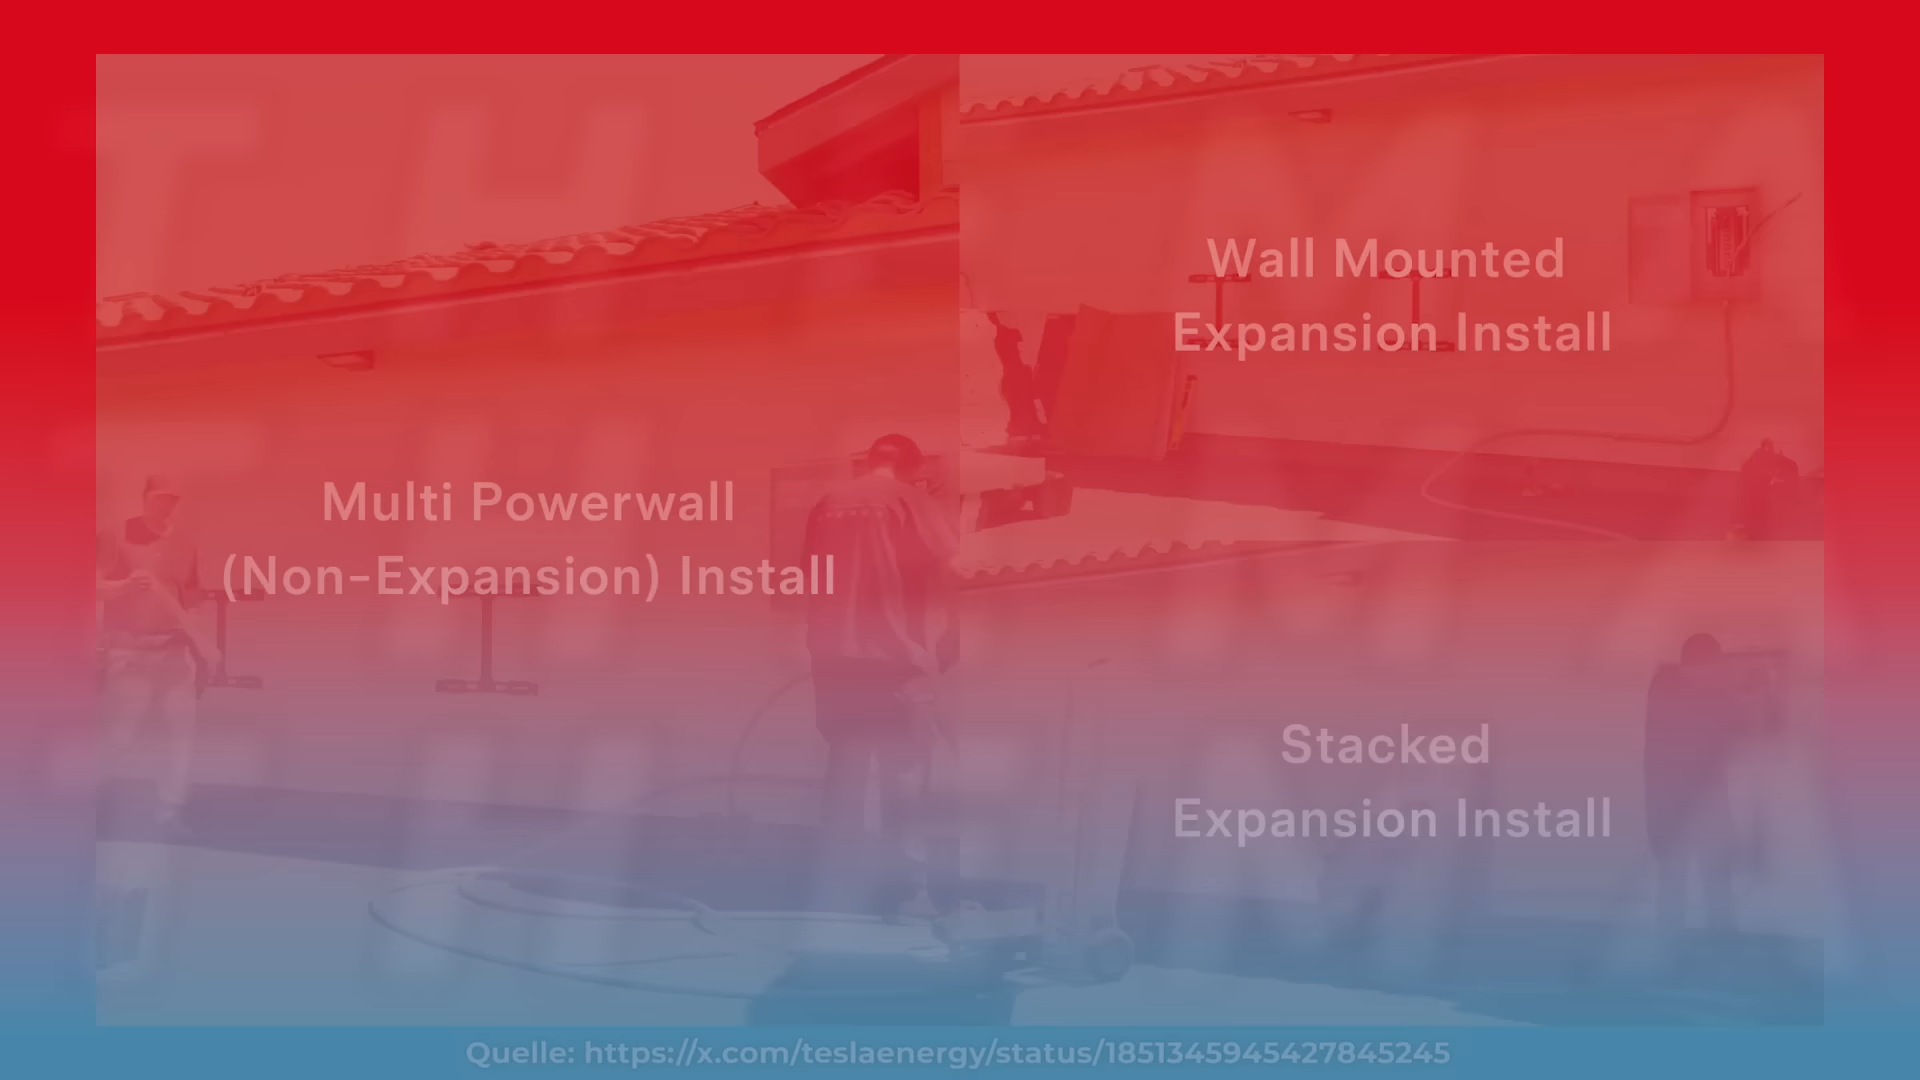 Multi Powerwall
(Non-Expansion) Install
Wall Mounted
Expansion Install
Stacked
Expansion Install
Quelle: https://x.com/teslaenergy/status/1851345945427845245